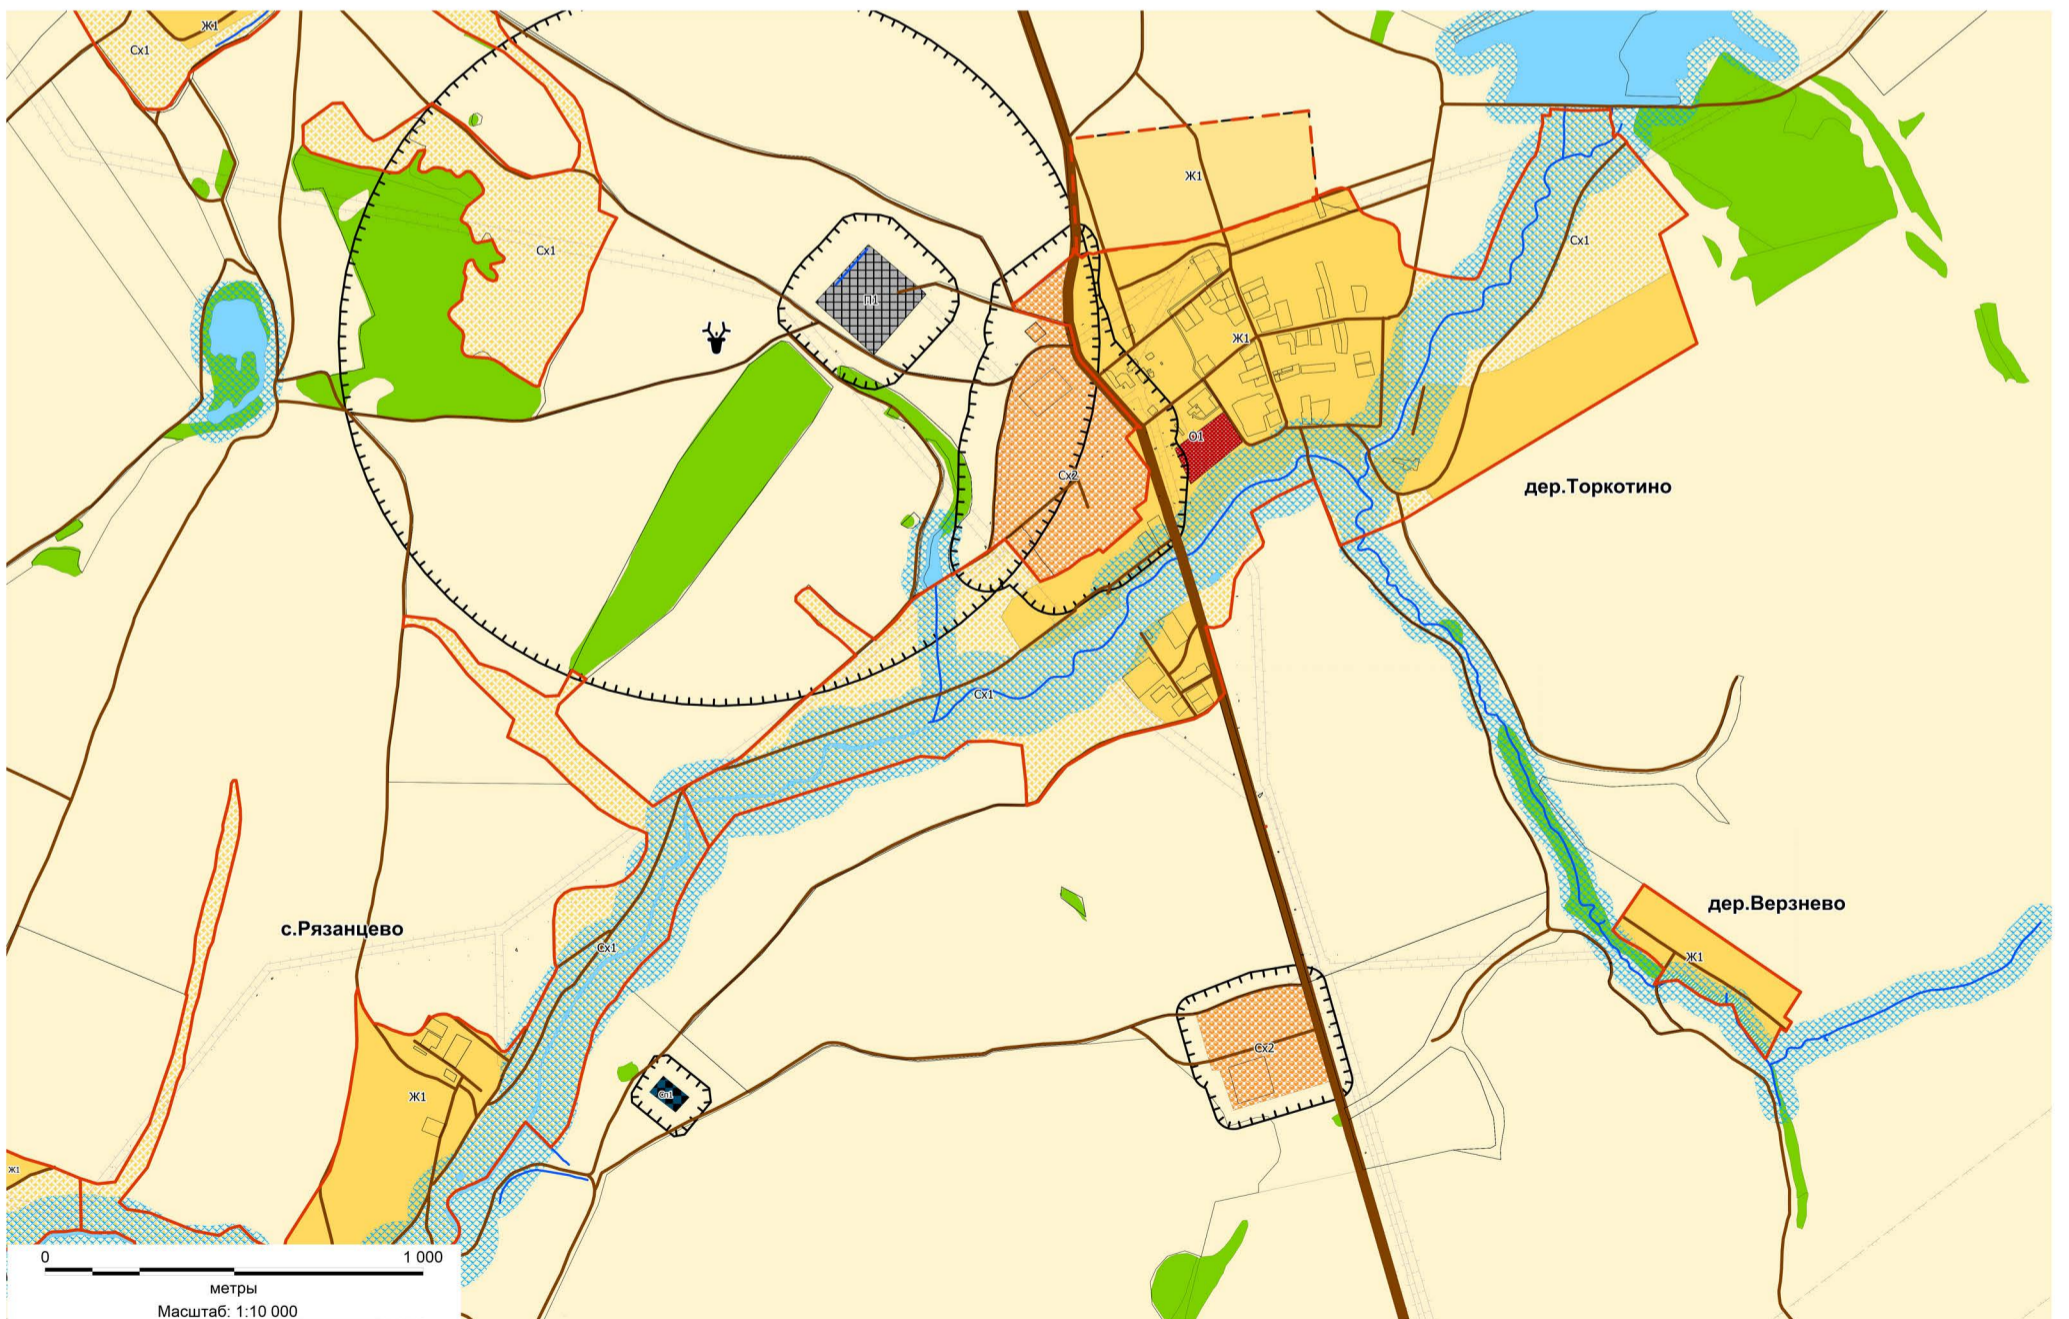 Ж1
Сх1
Ж1
Сх1
Сх1
П1
Ж1
О1
Сх2
дер.Торкотино
Сх1
дер.Верзнево
с.Рязанцево
Сх1
Ж1
Сх2
Сп1
Ж1
Ж1
0 1 000
метры
Масштаб: 1:10 000